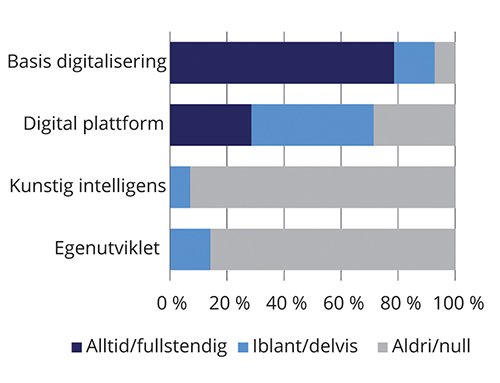 Basis digitalisering
Digital plattform
Kunstig intelligens
Egenutviklet
0 % 20 % 40 % 60 % 80 % 100 %
Alltid/fullstendig Iblant/delvis Aldri/null